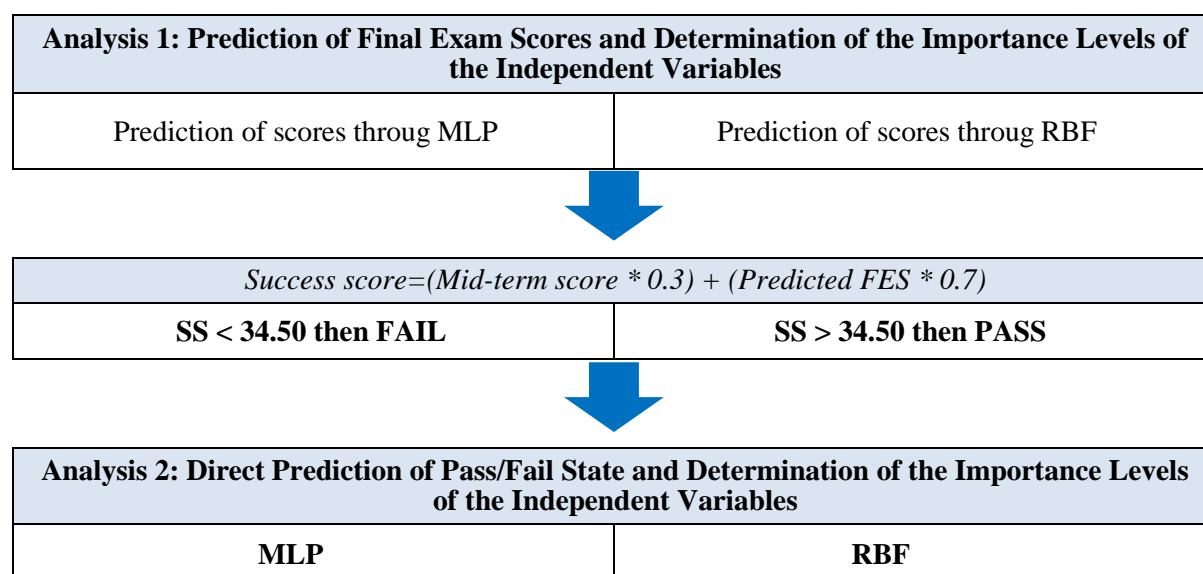 Analysis 1: Prediction of Final Exam Scores and Determination of the Importance Levels of
the Independent Variables
Prediction of scores throug MLP
Prediction of scores throug RBF
Success score=(Mid-term score * 0.3) + (Predicted FES * 0.7)
SS < 34.50 then FAIL
SS > 34.50 then PASS
Analysis 2: Direct Prediction of Pass/Fail State and Determination of the Importance Levels
of the Independent Variables
MLP
RBF